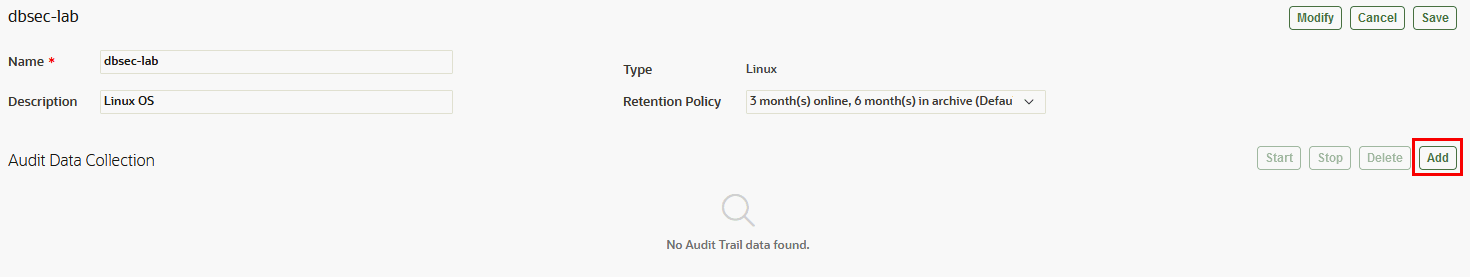 dbsec-lab
Modify Cancel Save
Name * dbsec-lab
Type Linux
Description Linux OS
Retention Policy 3 month(s) online, 6 month(s) in archive (Defau
Audit Data Collection
Start Stop Delete Add
No Audit Trail data found.